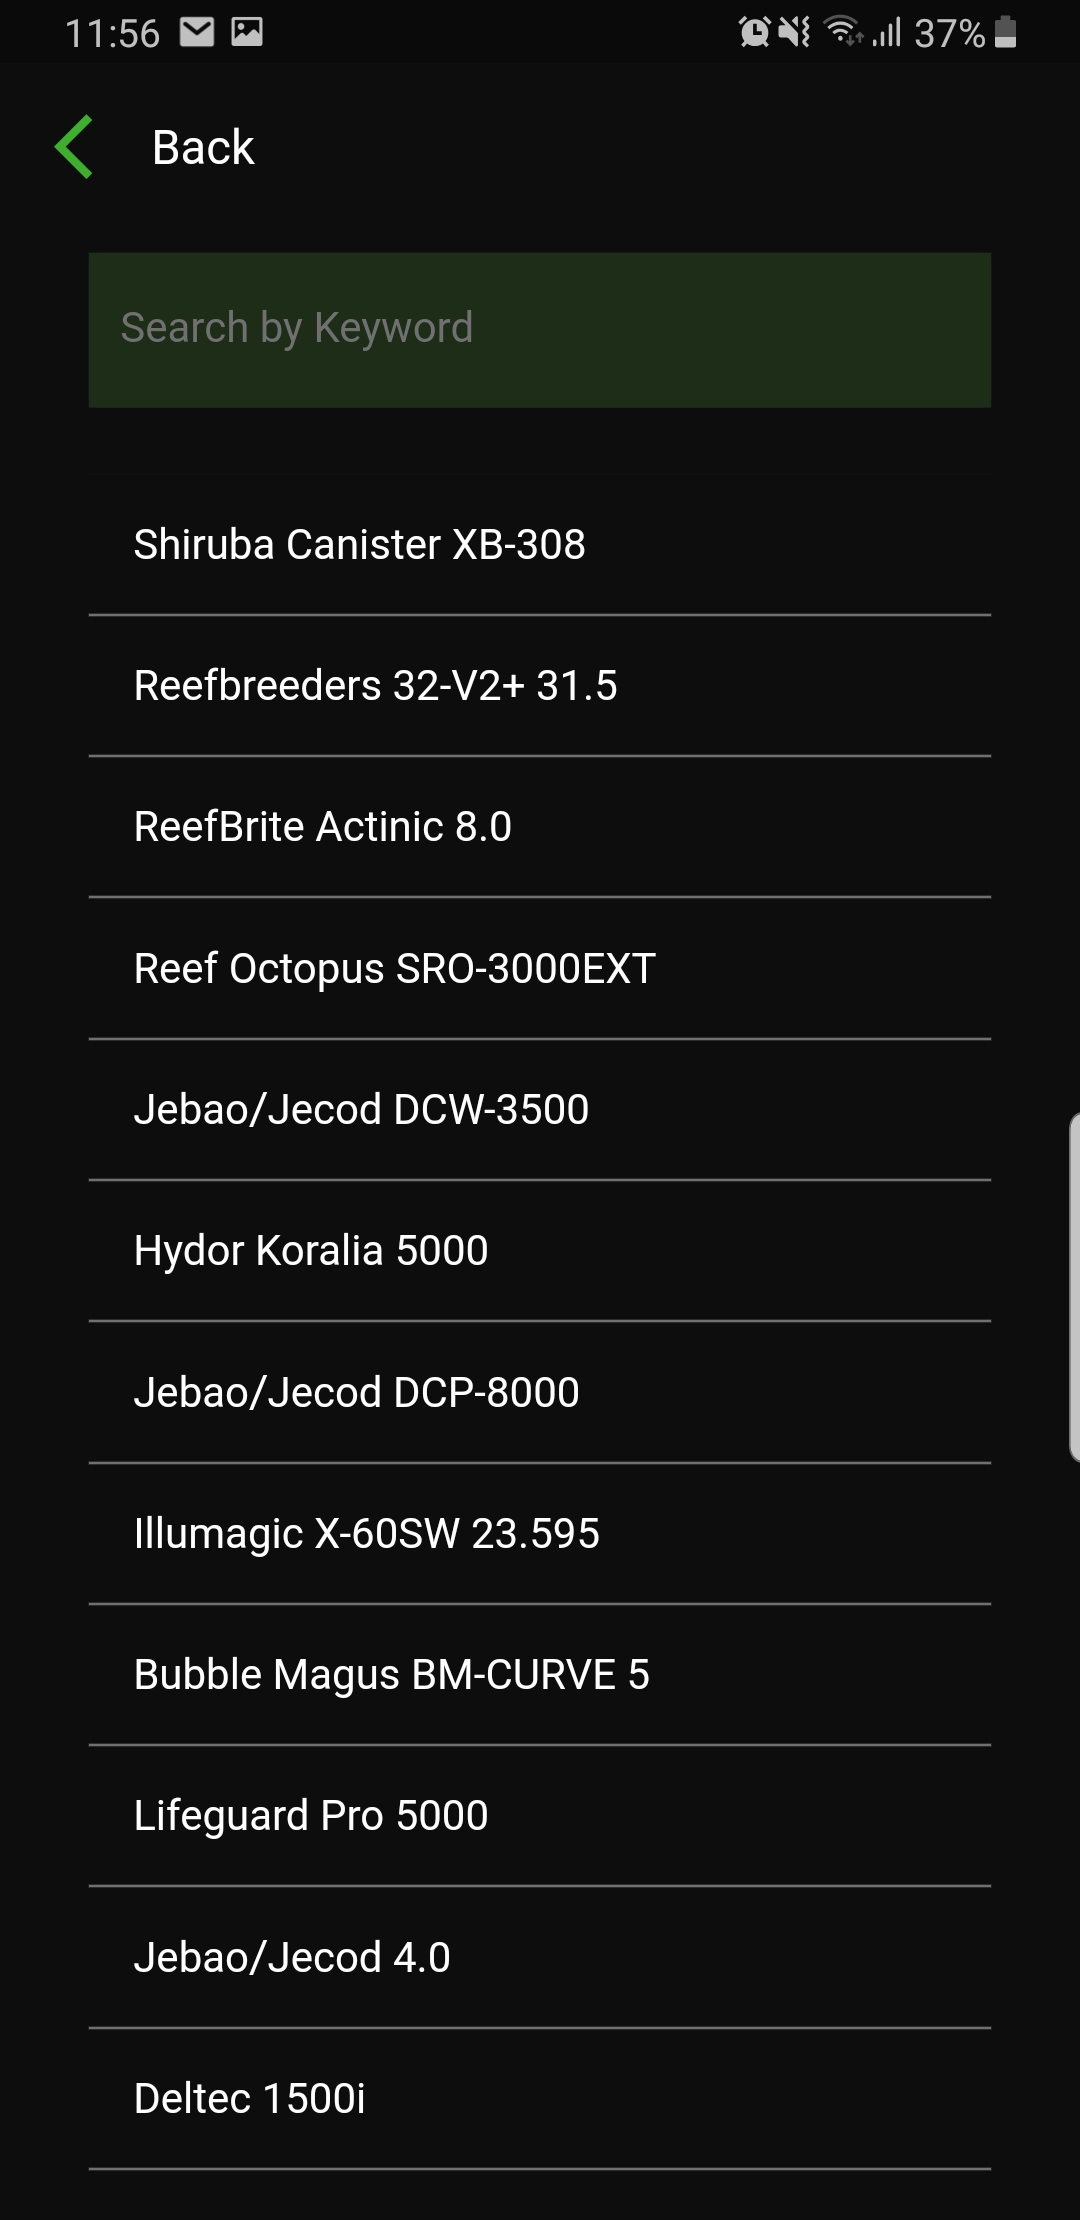 11:56
37%
Back
Search by Keyword
Shiruba Canister XB-308
Reefbreeders 32-V2+ 31.5
ReefBrite Actinic 8.0
Reef Octopus SRO-3000EXT
Jebao/Jecod DCW-3500
Hydor Koralia 5000
Jebao/Jecod DCP-8000
Illumagic X-60SW 23.595
Bubble Magus BM-CURVE 5
Lifeguard Pro 5000
Jebao/Jecod 4.0
Deltec 1500i